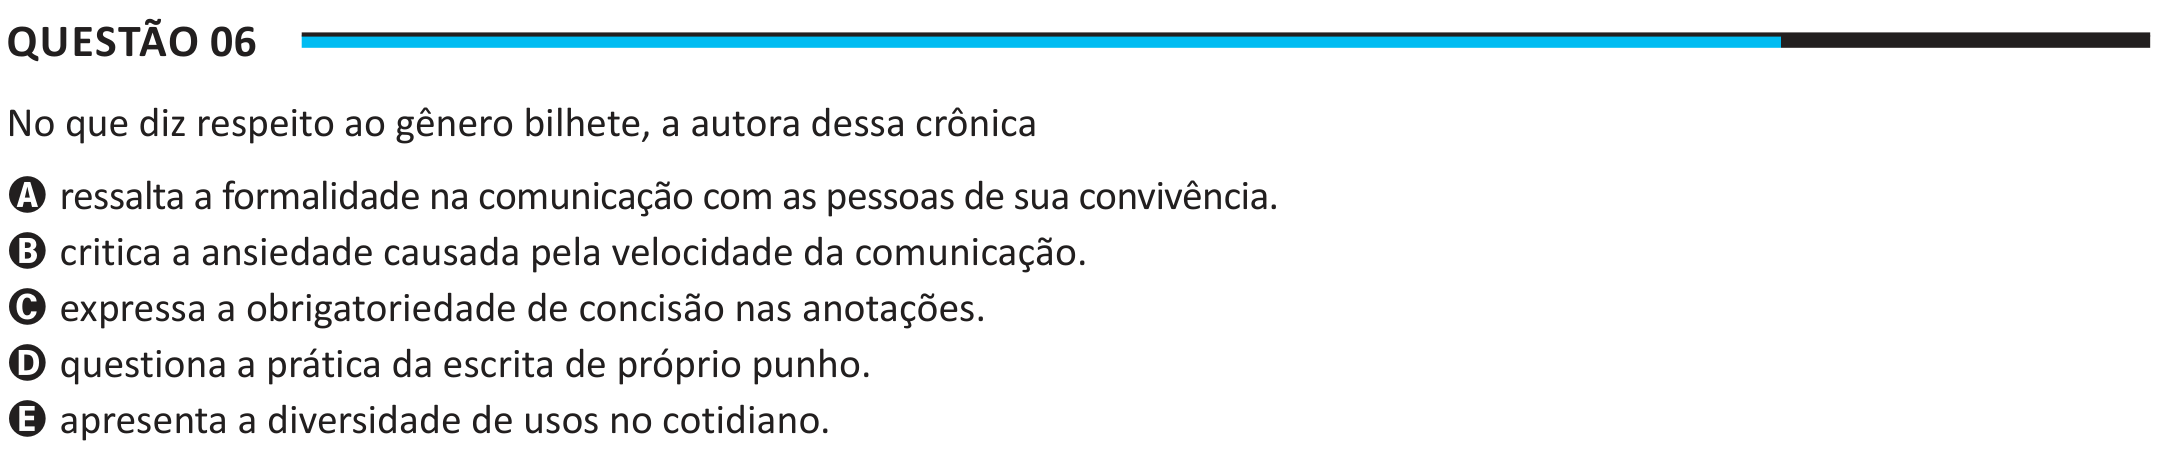 QUESTÃO 06
No que diz respeito ao gênero bilhete, a autora dessa crônica
A ressalta a formalidade na comunicação com as pessoas de sua convivência.
B critica a ansiedade causada pela velocidade da comunicação.
C expressa a obrigatoriedade de concisão nas anotações.
D questiona a prática da escrita de próprio punho.
E apresenta a diversidade de usos no cotidiano.